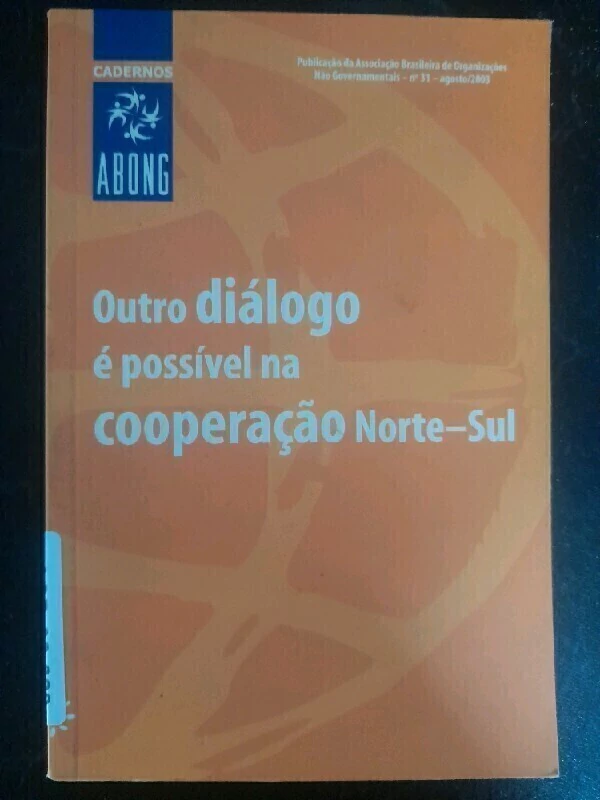 CADERNOS
ABONG
Publicação da Associação Brasileira de Organizações
Não Governamentais – nº 31 – agosto/2003
Outro diálogo
é possível na
cooperação Norte–Sul